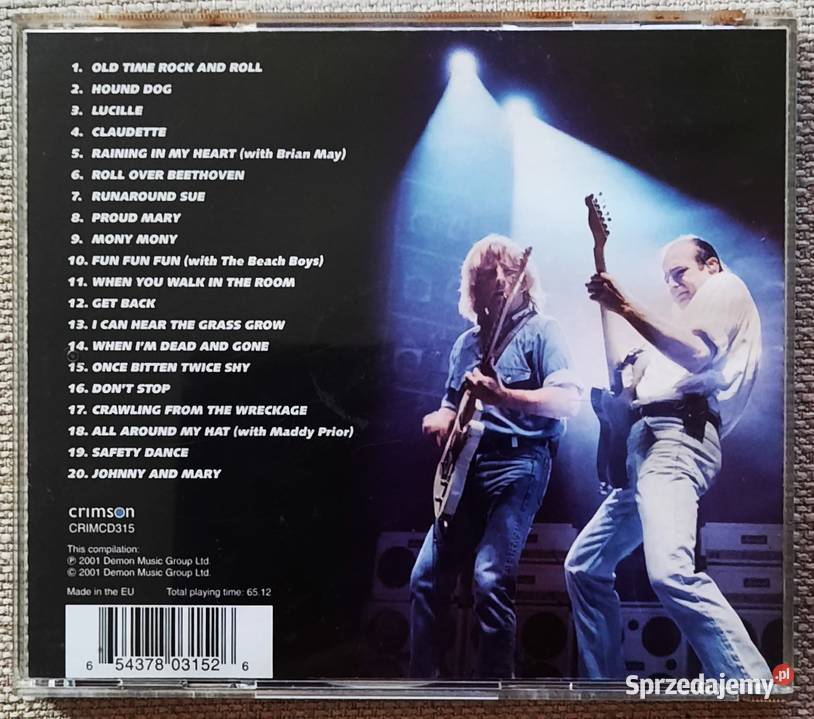 1. OLD TIME ROCK AND ROLL
2. HOUND DOG
3. LUCILLE
4. CLAUDETTE
5. RAINING IN MY HEART (with Brian May)
6. ROLL OVER BEETHOVEN
7. RUNAROUND SUE
8. PROUD MARY
9. MONY MONY
10. FUN FUN FUN (with The Beach Boys)
11. WHEN YOU WALK IN THE ROOM
12. GET BACK
13. I CAN HEAR THE GRASS GROW
14. WHEN I'M DEAD AND GONE
15. ONCE BITTEN TWICE SHY
16. DON'T STOP
17. CRAWLING FROM THE WRECKAGE
18. ALL AROUND MY HAT (with Maddy Prior)
19. SAFETY DANCE
20. JOHNNY AND MARY
crimson
CRIMCD315
This compilation:
℗ 2001 Demon Music Group Ltd.
© 2001 Demon Music Group Ltd.
Made in the EU Total playing time: 65.12
6 54378 03152 6
Sprzedajemy.pl